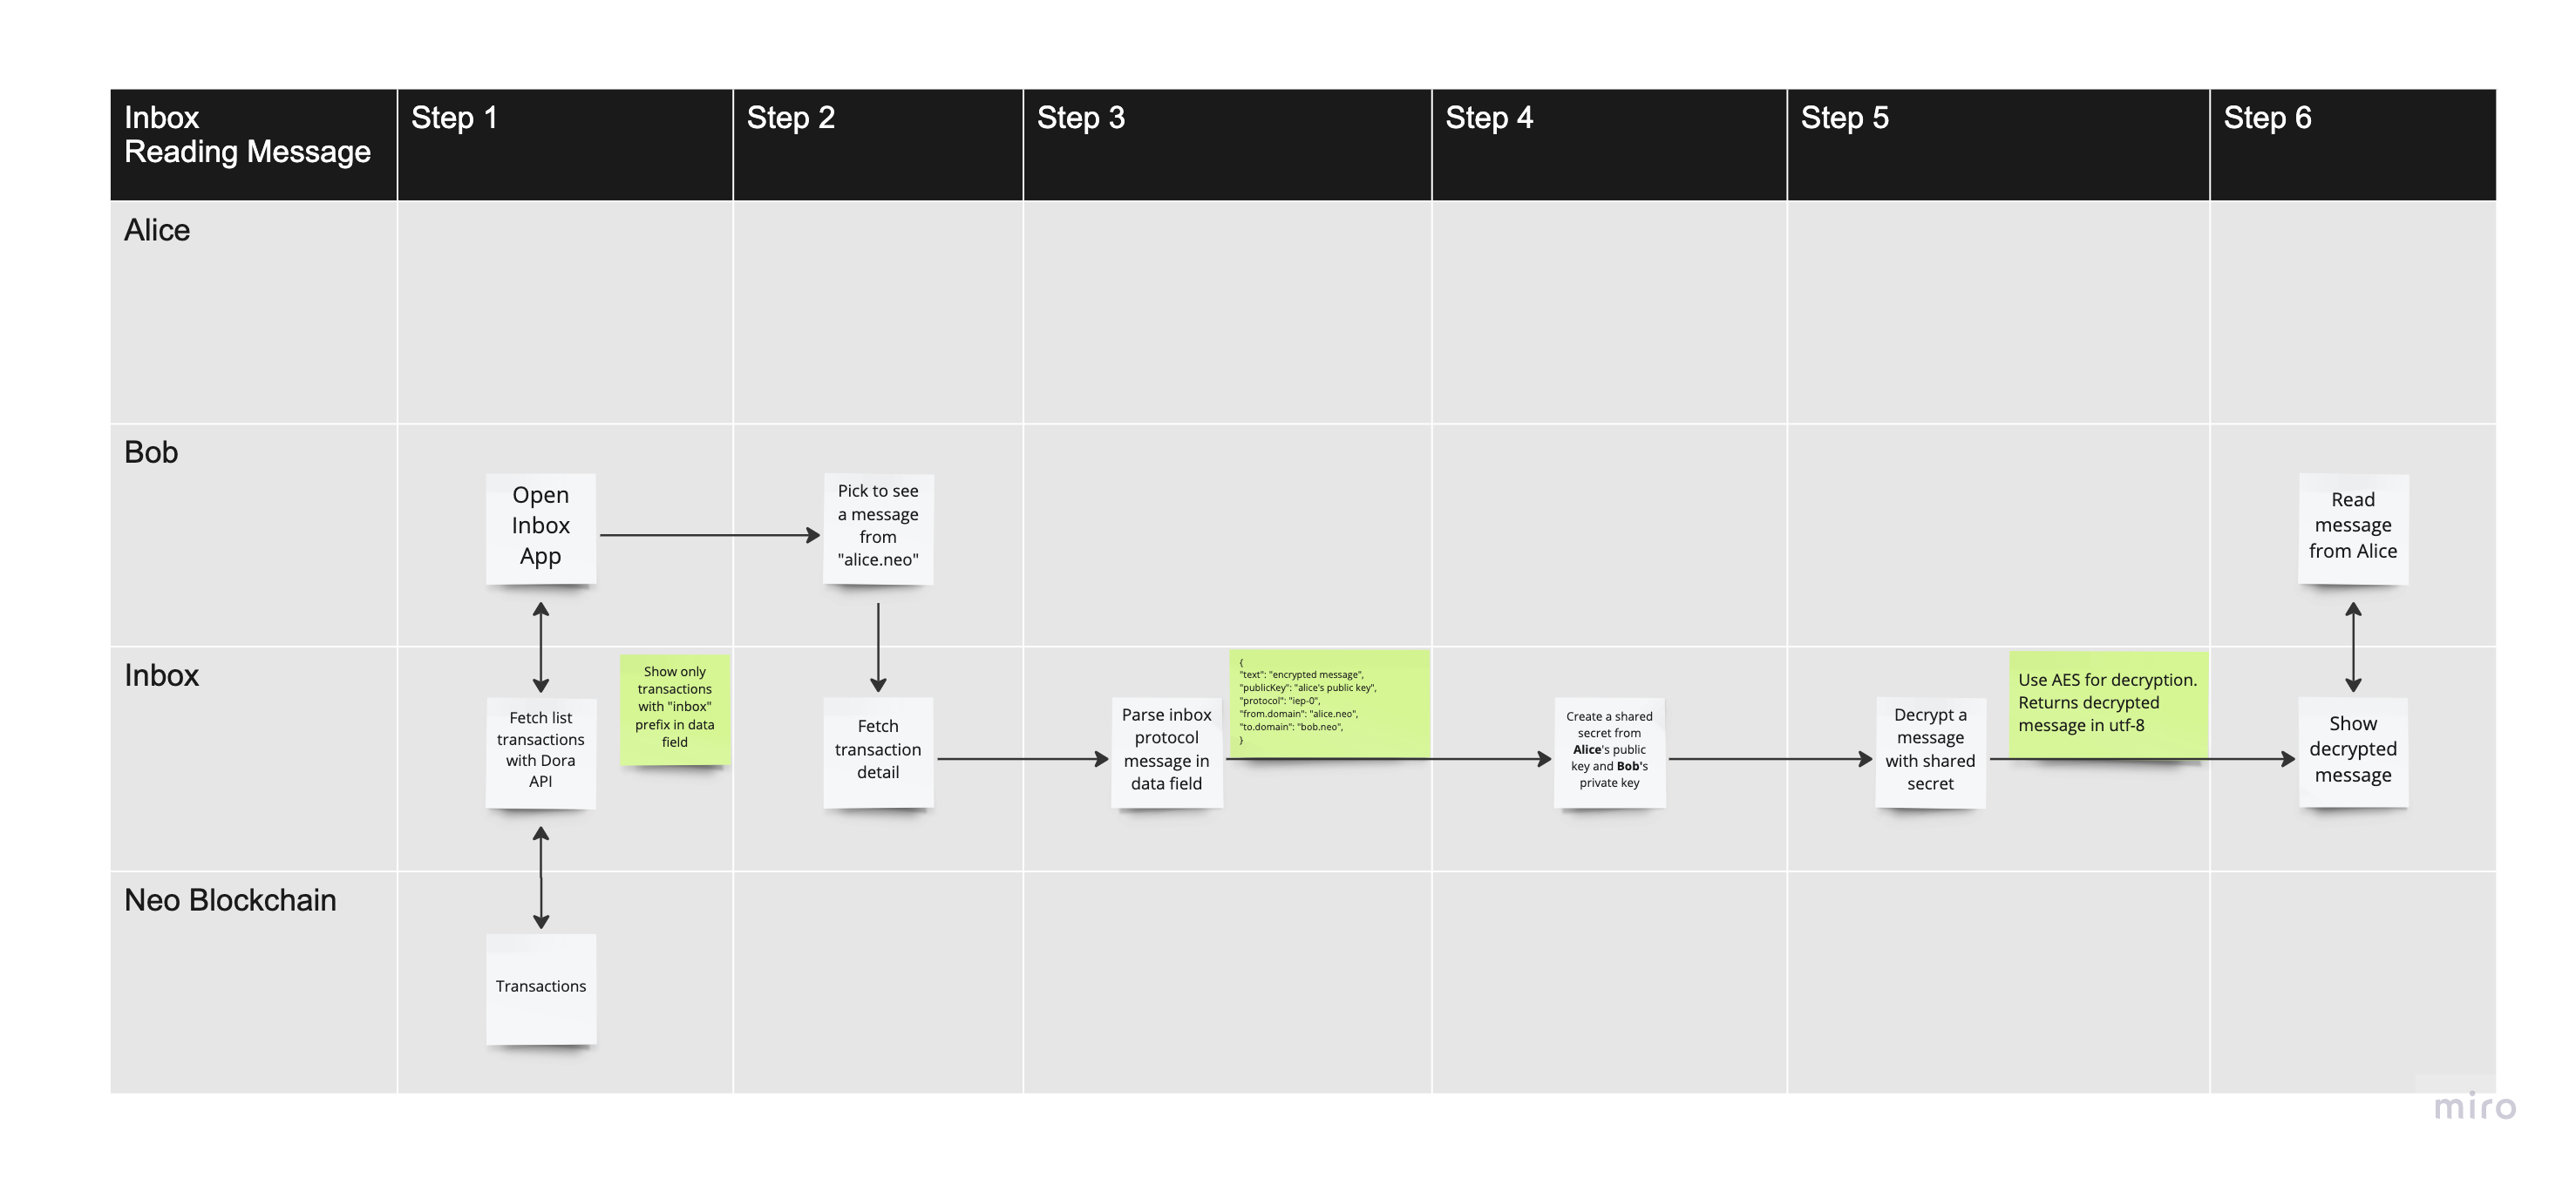 Inbox
Reading Message
Step 1
Step 2
Step 3
Step 4
Step 5
Step 6
Alice
Bob
Open
Inbox
App
Pick to see
a message
from
"alice.neo"
Read
message
from Alice
Inbox
Fetch list
transactions
with Dora
API
Show only
transactions
with "inbox"
prefix in data
field
Fetch
transaction
detail
Parse inbox
protocol
message in
data field
{
"text": "encrypted message",
"publicKey": "alice's public key",
"protocol": "iep-0",
"from.domain": "alice.neo",
"to.domain": "bob.neo",
}
Create a shared
secret from
Alice's public
key and Bob's
private key
Decrypt a
message
with shared
secret
Use AES for decryption.
Returns decrypted
message in utf-8
Show
decrypted
message
Neo Blockchain
Transactions
miro